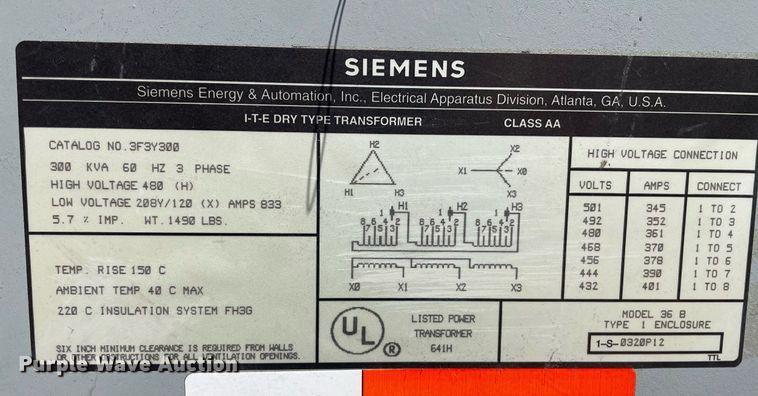 SIEMENS
Siemens Energy & Automation, Inc., Electrical Apparatus Division, Atlanta, GA, U.S.A.
I-T-E DRY TYPE TRANSFORMER CLASS AA
CATALOG NO. 3F3Y300
300 KVA 60 HZ 3 PHASE
HIGH VOLTAGE 480 (H)
LOW VOLTAGE 208Y/120 (X) AMPS 833
5.7 % IMP. WT. 1490 LBS.
TEMP. RISE 150 C
AMBIENT TEMP 40 C MAX
220 C INSULATION SYSTEM FH3G
SIX INCH MINIMUM CLEARANCE IS REQUIRED FROM WALLS
OR OTHER OBSTRUCTIONS FOR ALL VENTILATION OPENINGS.
H2
H1 H3
X2
X1 X0
X3
H1 H2 H3
8 7 6 5 4 3 2 1 8 7 6 5 4 3 2 1 8 7 6 5 4 3 2 1
X0 X1 X2 X3
UL ®
LISTED POWER
TRANSFORMER
641H
HIGH VOLTAGE CONNECTION
VOLTS AMPS CONNECT
501 345 1 TO 2
492 352 1 TO 3
480 361 1 TO 4
468 370 1 TO 5
456 378 1 TO 6
444 390 1 TO 7
432 401 1 TO 8
MODEL 36 B
TYPE 1 ENCLOSURE
1-S-0320P12
TTL
Purple Wave Auction